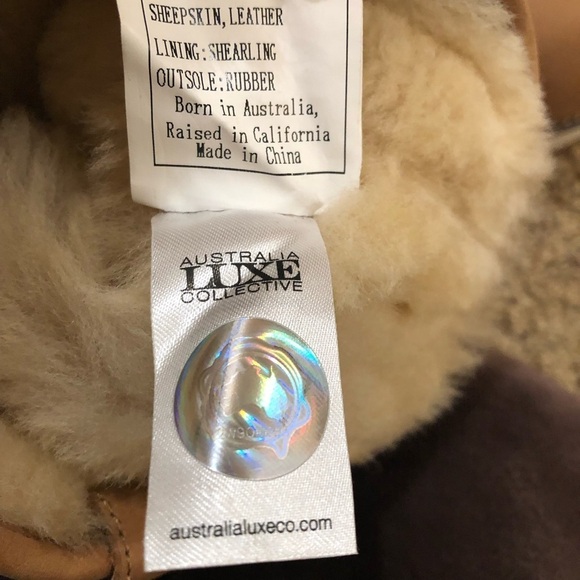 SHEEPSKIN, LEATHER
LINING: SHEARLING
OUTSOLE: RUBBER
Born in Australia,
Raised in California
Made in China
AUSTRALIA
LUXE
COLLECTIVE
australialuxeco.com